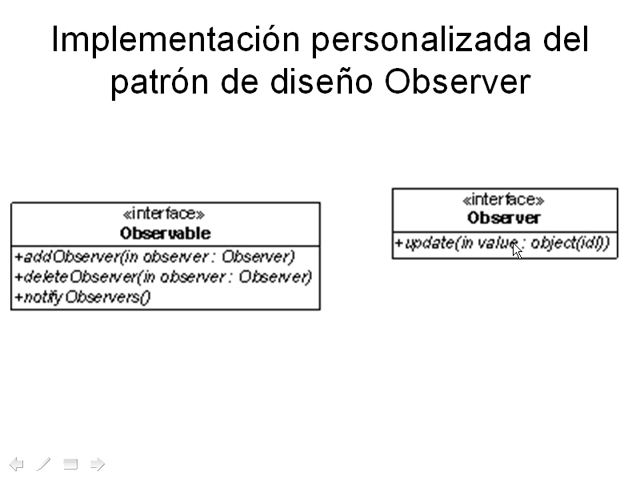 Implementación personalizada del
patrón de diseño Observer
«interface»
Observable
+addObserver(in observer : Observer)
+deleteObserver(in observer : Observer)
+notifyObservers()
«interface»
Observer
+update(in value : object(idl))